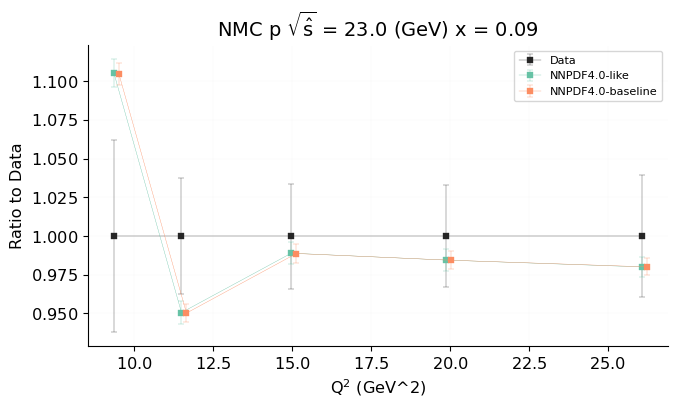 NMC p √ŝ = 23.0 (GeV) x = 0.09
Data
NNPDF4.0-like
NNPDF4.0-baseline
Ratio to Data
1.100
1.075
1.050
1.025
1.000
0.975
0.950
10.0 12.5 15.0 17.5 20.0 22.5 25.0
Q² (GeV^2)